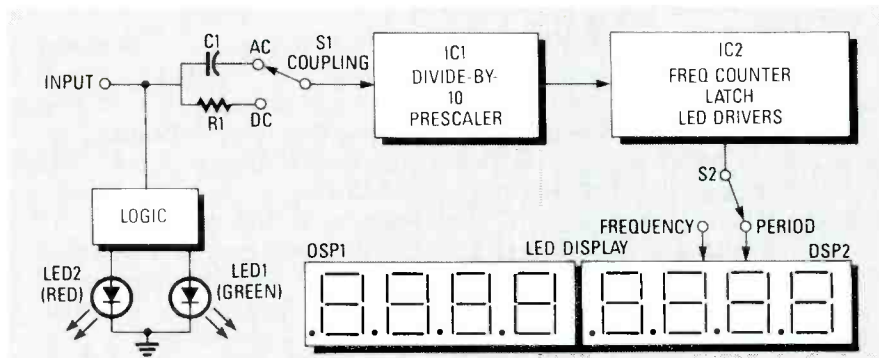 INPUT
C1
R1
AC
DC
S1
COUPLING
IC1
DIVIDE-BY-
10
PRESCALER
IC2
FREQ COUNTER
LATCH
LED DRIVERS
S2
FREQUENCY
PERIOD
LOGIC
LED2
(RED)
LED1
(GREEN)
OSP1
LED DISPLAY
DSP2